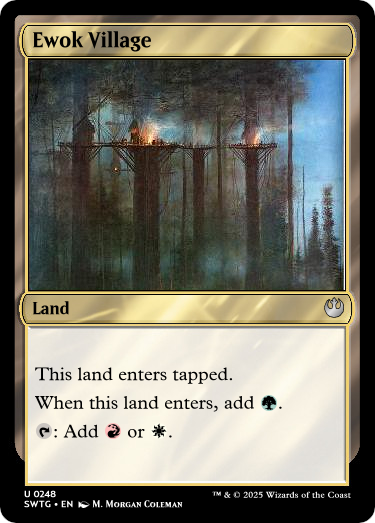 Ewok Village
Land
This land enters tapped.
When this land enters, add .
: Add or .
U 0248
SWTG • EN M. Morgan Coleman
™ & © 2025 Wizards of the Coast